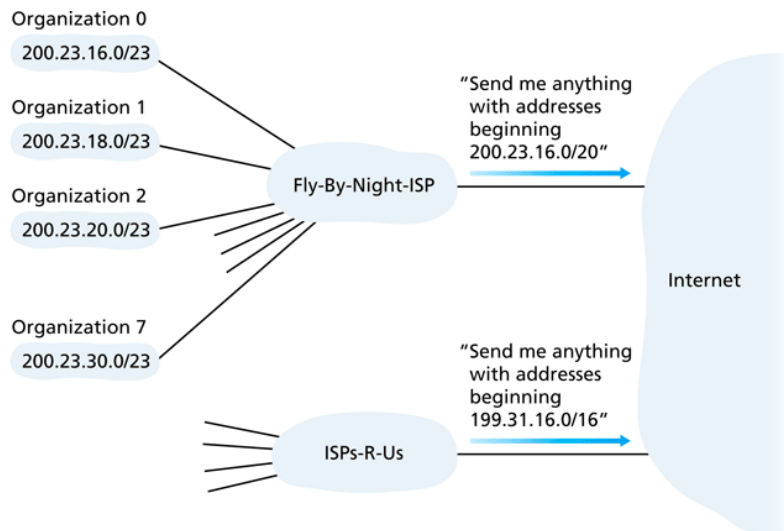 Organization 0
200.23.16.0/23
Organization 1
200.23.18.0/23
Organization 2
200.23.20.0/23
Organization 7
200.23.30.0/23
Fly-By-Night-ISP
"Send me anything
with addresses
beginning
200.23.16.0/20"
Internet
"Send me anything
with addresses
beginning
199.31.16.0/16"
ISPs-R-Us